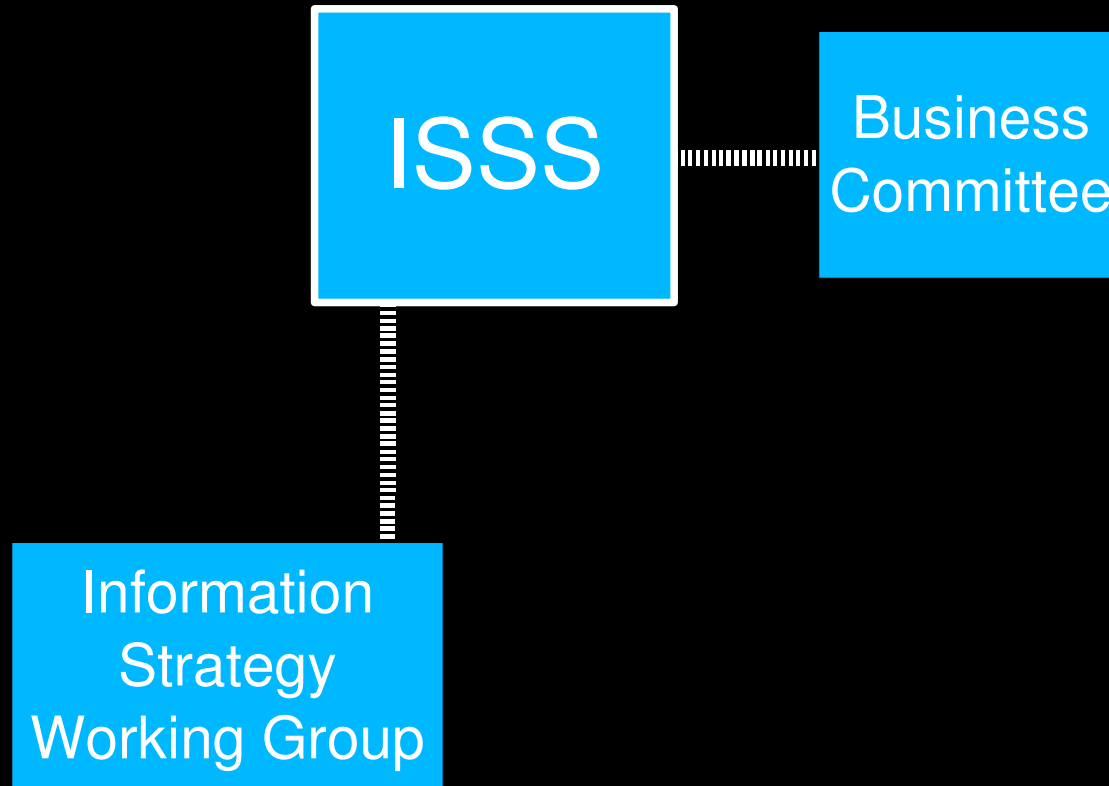 ISSS
Business
Committee
Information
Strategy
Working Group